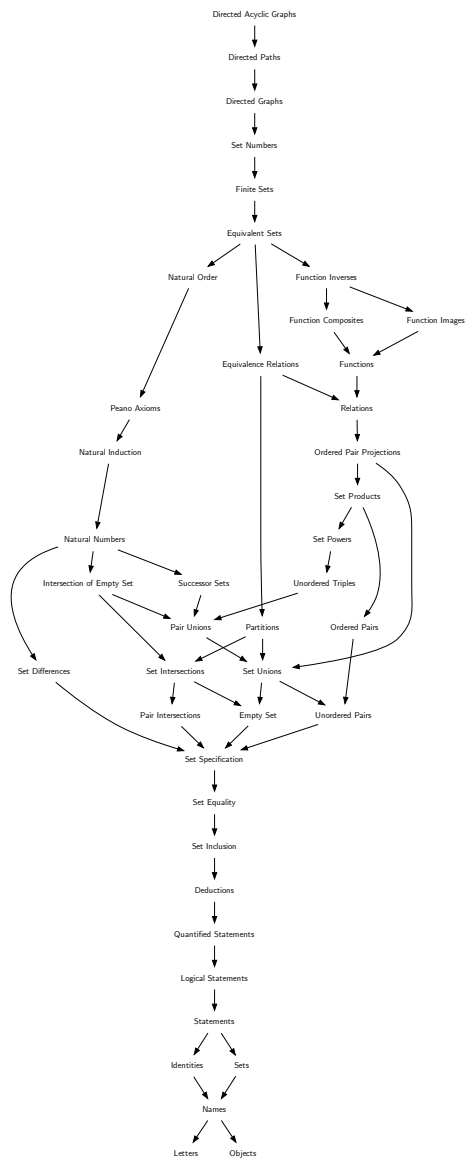 Directed Acyclic Graphs
Directed Paths
Directed Graphs
Set Numbers
Finite Sets
Equivalent Sets
Natural Order
Function Inverses
Function Composites
Function Images
Equivalence Relations
Functions
Peano Axioms
Relations
Natural Induction
Ordered Pair Projections
Set Products
Natural Numbers
Set Powers
Intersection of Empty Set
Successor Sets
Unordered Triples
Pair Unions
Partitions
Ordered Pairs
Set Differences
Set Intersections
Set Unions
Pair Intersections
Empty Set
Unordered Pairs
Set Specification
Set Equality
Set Inclusion
Deductions
Quantified Statements
Logical Statements
Statements
Identities
Sets
Names
Letters
Objects